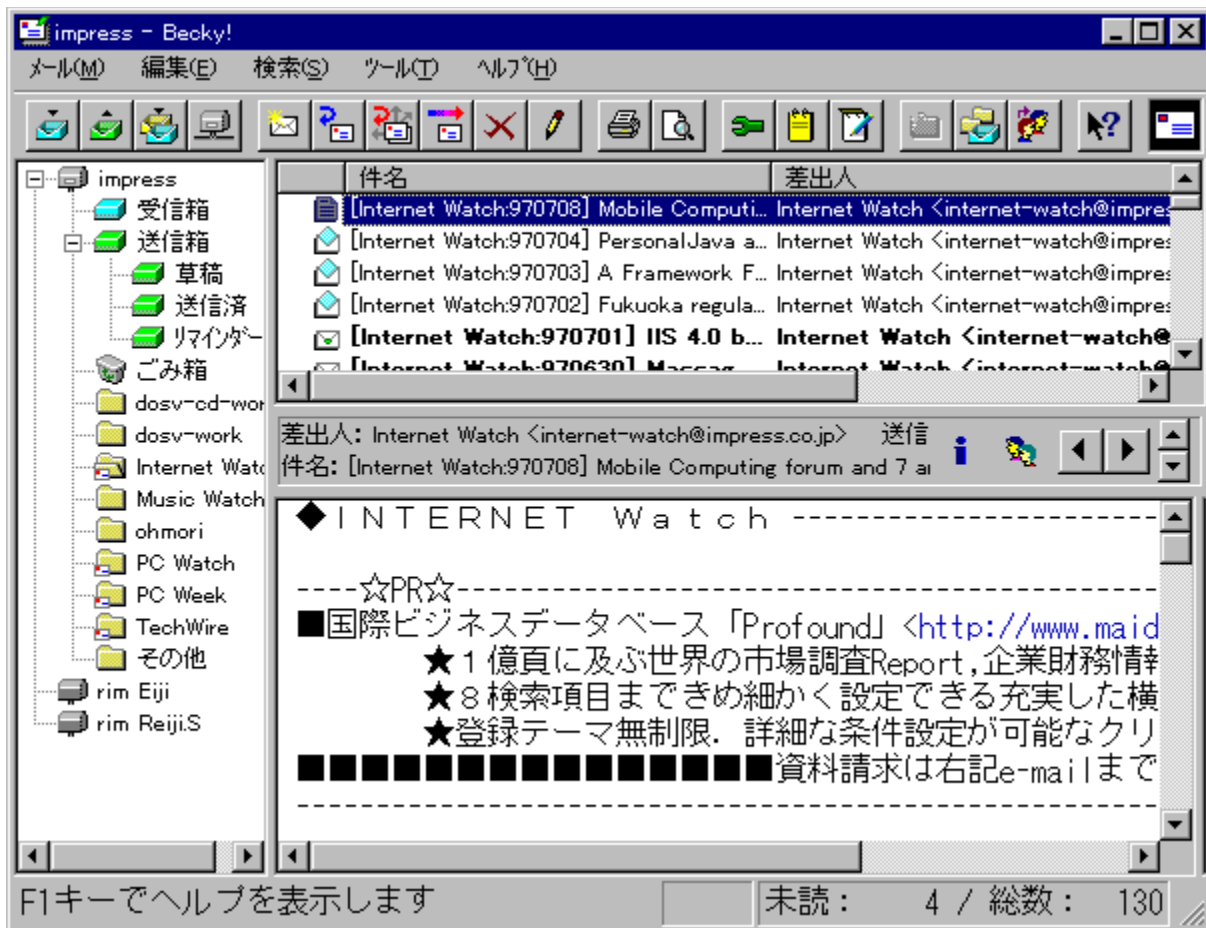 impress - Becky!
ﾒｰﾙ(M) 編集(E) 検索(S) ﾂｰﾙ(T) ﾍﾙﾌﾟ(H)
impress
受信箱
送信箱
草稿
送信済
ﾘﾏｲﾝﾀﾞｰ
ごみ箱
dosv-cd-wor
dosv-work
Internet Watc
Music Watch
ohmori
PC Watch
PC Week
TechWire
その他
rim Eiji
rim Reiji.S
件名 差出人
[Internet Watch:970708] Mobile Computi... Internet Watch <internet-watch@impres
[Internet Watch:970704] PersonalJava a... Internet Watch <internet-watch@impres
[Internet Watch:970703] A Framework F... Internet Watch <internet-watch@impres
[Internet Watch:970702] Fukuoka regula... Internet Watch <internet-watch@impres
[Internet Watch:970701] IIS 4.0 b... Internet Watch <internet-watch@
[Internet Watch:970630] Internet Watch <internet-watch@
差出人: Internet Watch <internet-watch@impress.co.jp> 送信
件名: [Internet Watch:970708] Mobile Computing forum and 7 ar
◆ＩＮＴＥＲＮＥＴ Ｗａｔｃｈ -----------------------
----☆PR☆--------------------------------------------
■国際ビジネスデータベース「Profound」<http://www.maid
★１億頁に及ぶ世界の市場調査Report,企業財務情報
★８検索項目まできめ細かく設定できる充実した横
★登録テーマ無制限．詳細な条件設定が可能なクリ
■■■■■■■■■■■■■■■資料請求は右記e-mailまで
------------------------------------------------------
F1キーでヘルプを表示します 未読： 4 / 総数： 130